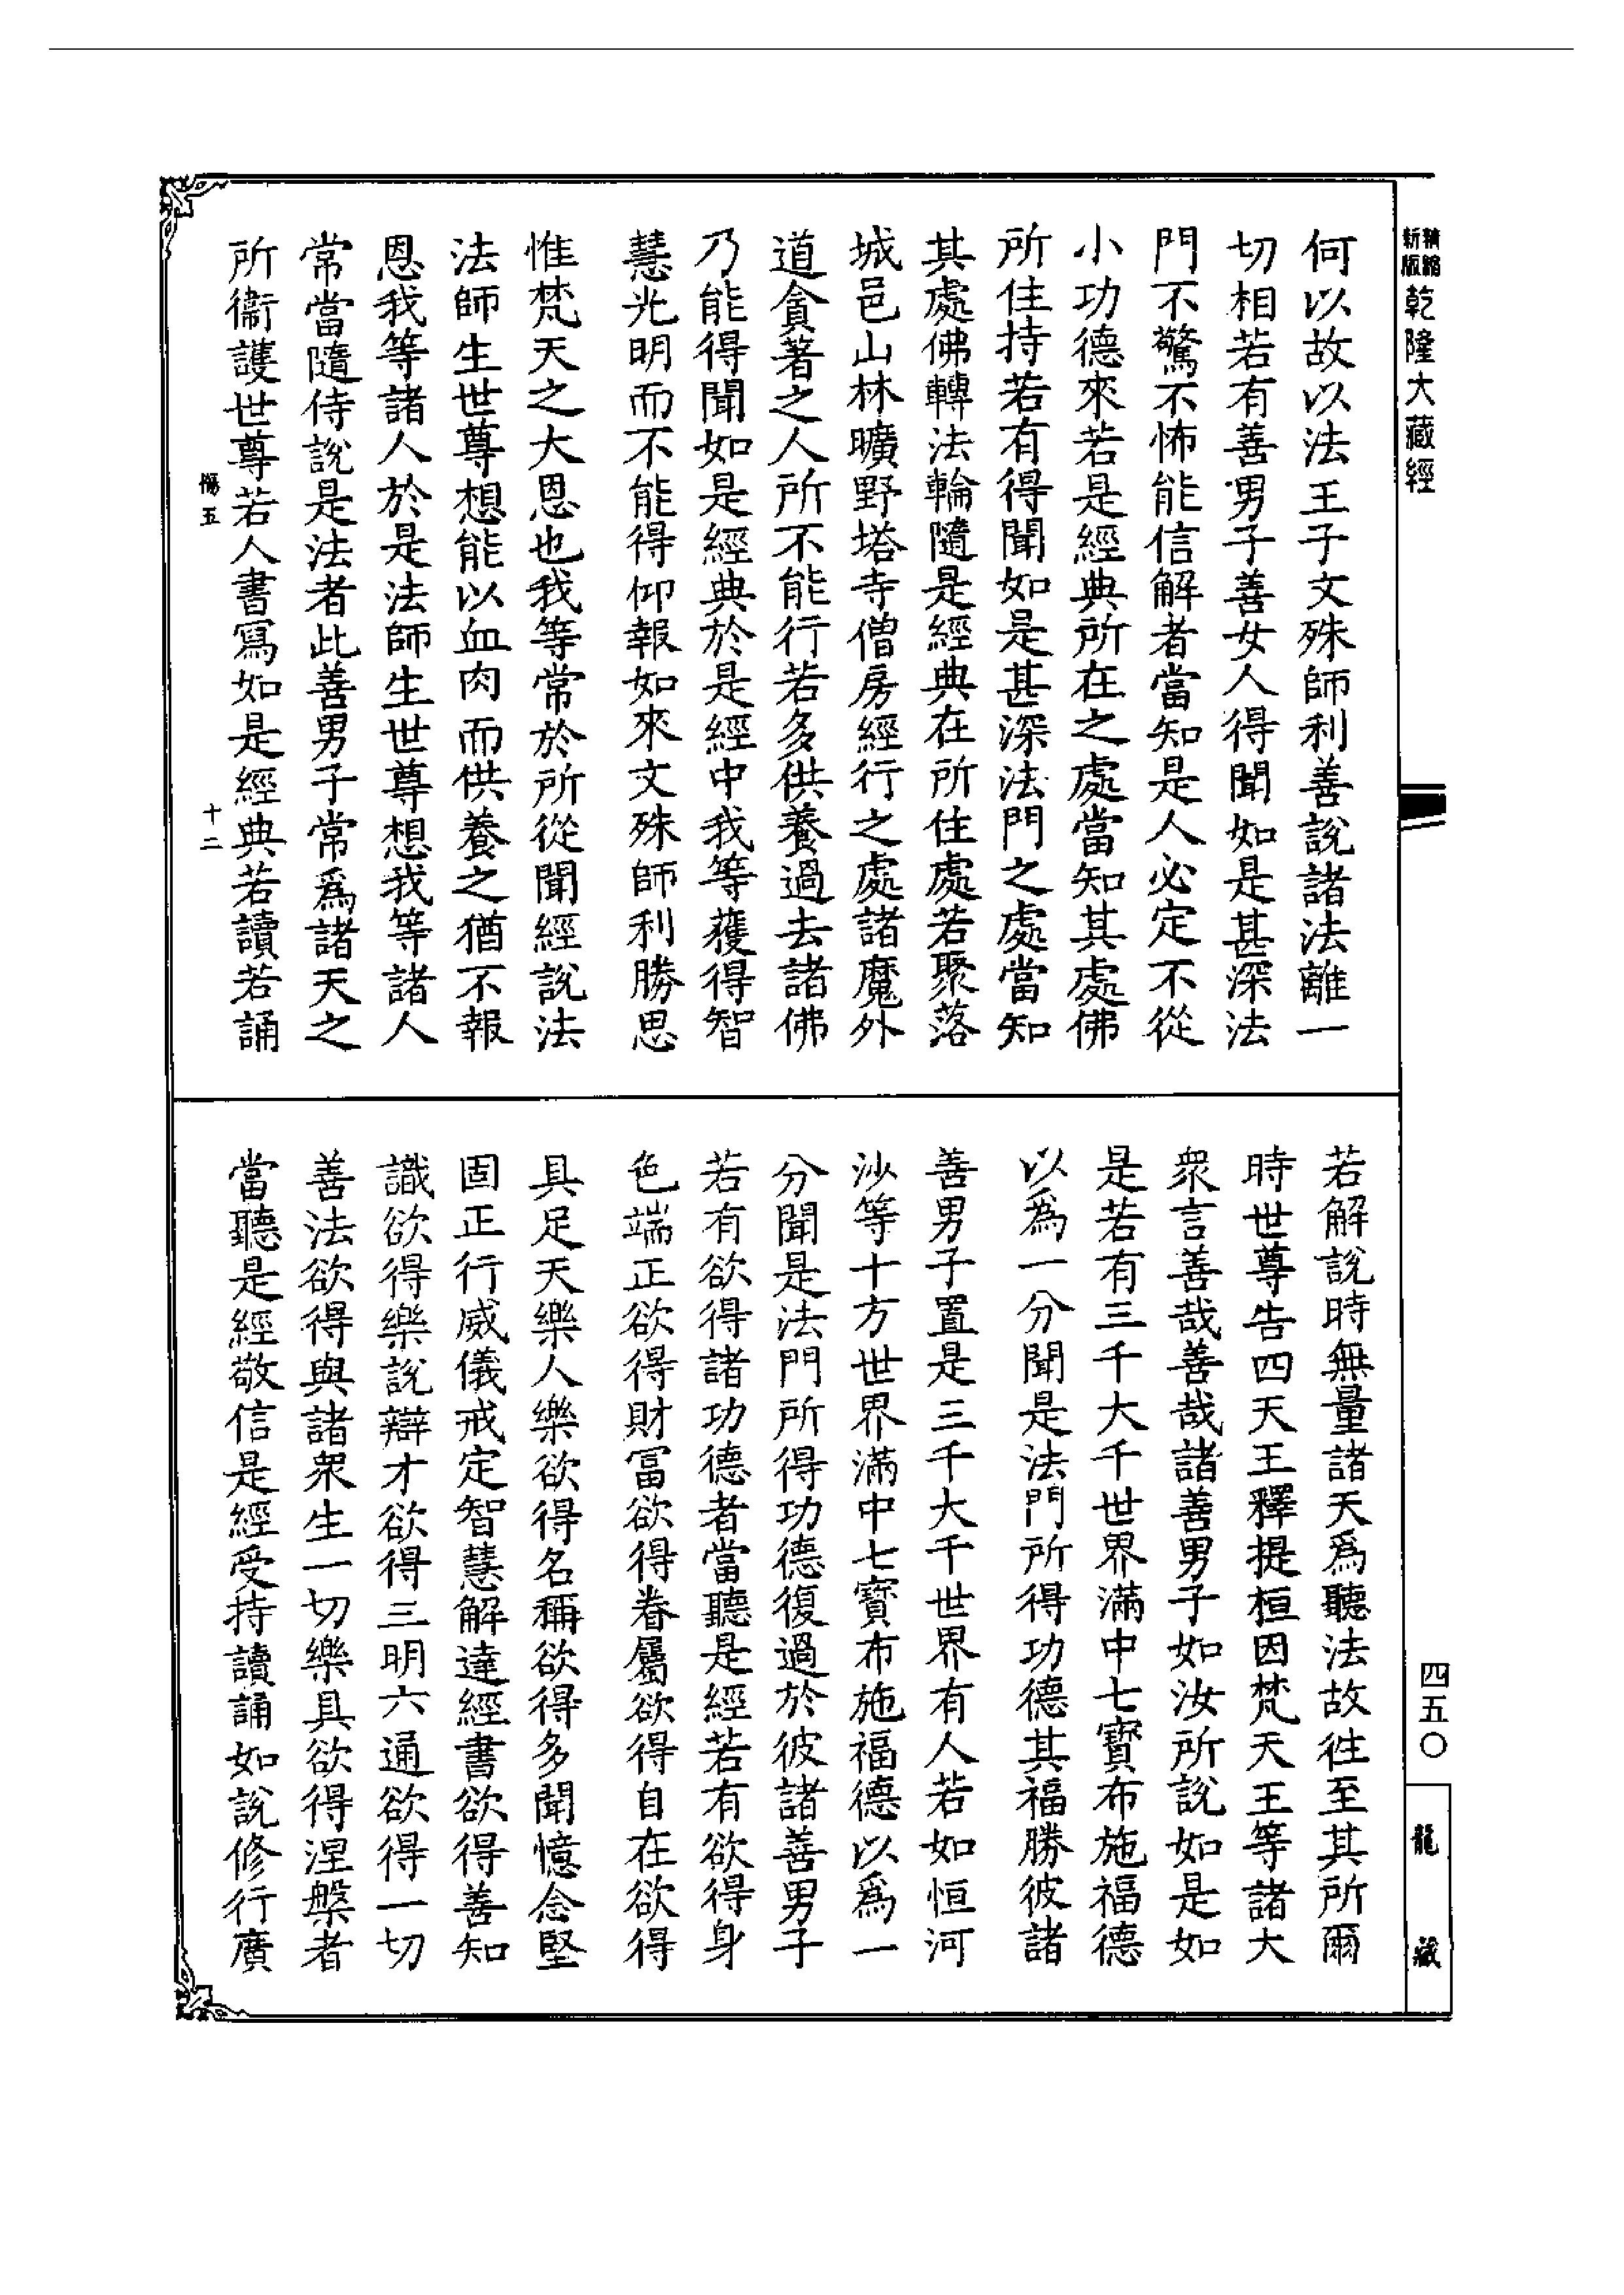 新版精縮
乾隆大藏經
何以故以法王子文殊師利善說諸法離一
切相若有善男子善女人得聞如是甚深法
門不驚不怖能信解者當知是人必定不從
小功德來若是經典所在之處當知其處佛
所住持若有得聞如是甚深法門之處當知
其處佛轉法輪隨是經典在所住處若聚落
城邑山林曠野塔寺僧房經行之處諸魔外
道貪著之人所不能行若多供養過去諸佛
乃能得聞如是經典於是經中我等獲得智
慧光明而不能得仰報如來文殊師利勝思
惟梵天之大恩也我等常於所從聞經說法
法師生世尊想能以血肉而供養之猶不報
恩我等諸人於是法師生世尊想我等諸人
常當隨侍說是法者此善男子常爲諸天之
所衞護世尊若人書寫如是經典若讀若誦
五
十二
若解說時無量諸天爲聽法故往至其所爾
時世尊告四天王釋提桓因梵天王等諸大
衆言善哉善哉諸善男子如汝所說如是如
是若有三千大千世界滿中七寶布施福德
以爲一分聞是法門所得功德其福勝彼諸
善男子置是三千大千世界有人若如恒河
沙等十方世界滿中七寶布施福德以爲一
分聞是法門所得功德復過於彼諸善男子
若有欲得諸功德者當聽是經若有欲得身
色端正欲得財富欲得眷屬欲得自在欲得
具足天樂人樂欲得名稱欲得多聞憶念堅
固正行威儀戒定智慧解達經書欲得善知
識欲得樂說辯才欲得三明六通欲得一切
善法欲得與諸衆生一切樂具欲得涅槃者
當聽是經敬信是經受持讀誦如說修行廣
四五〇
龍藏